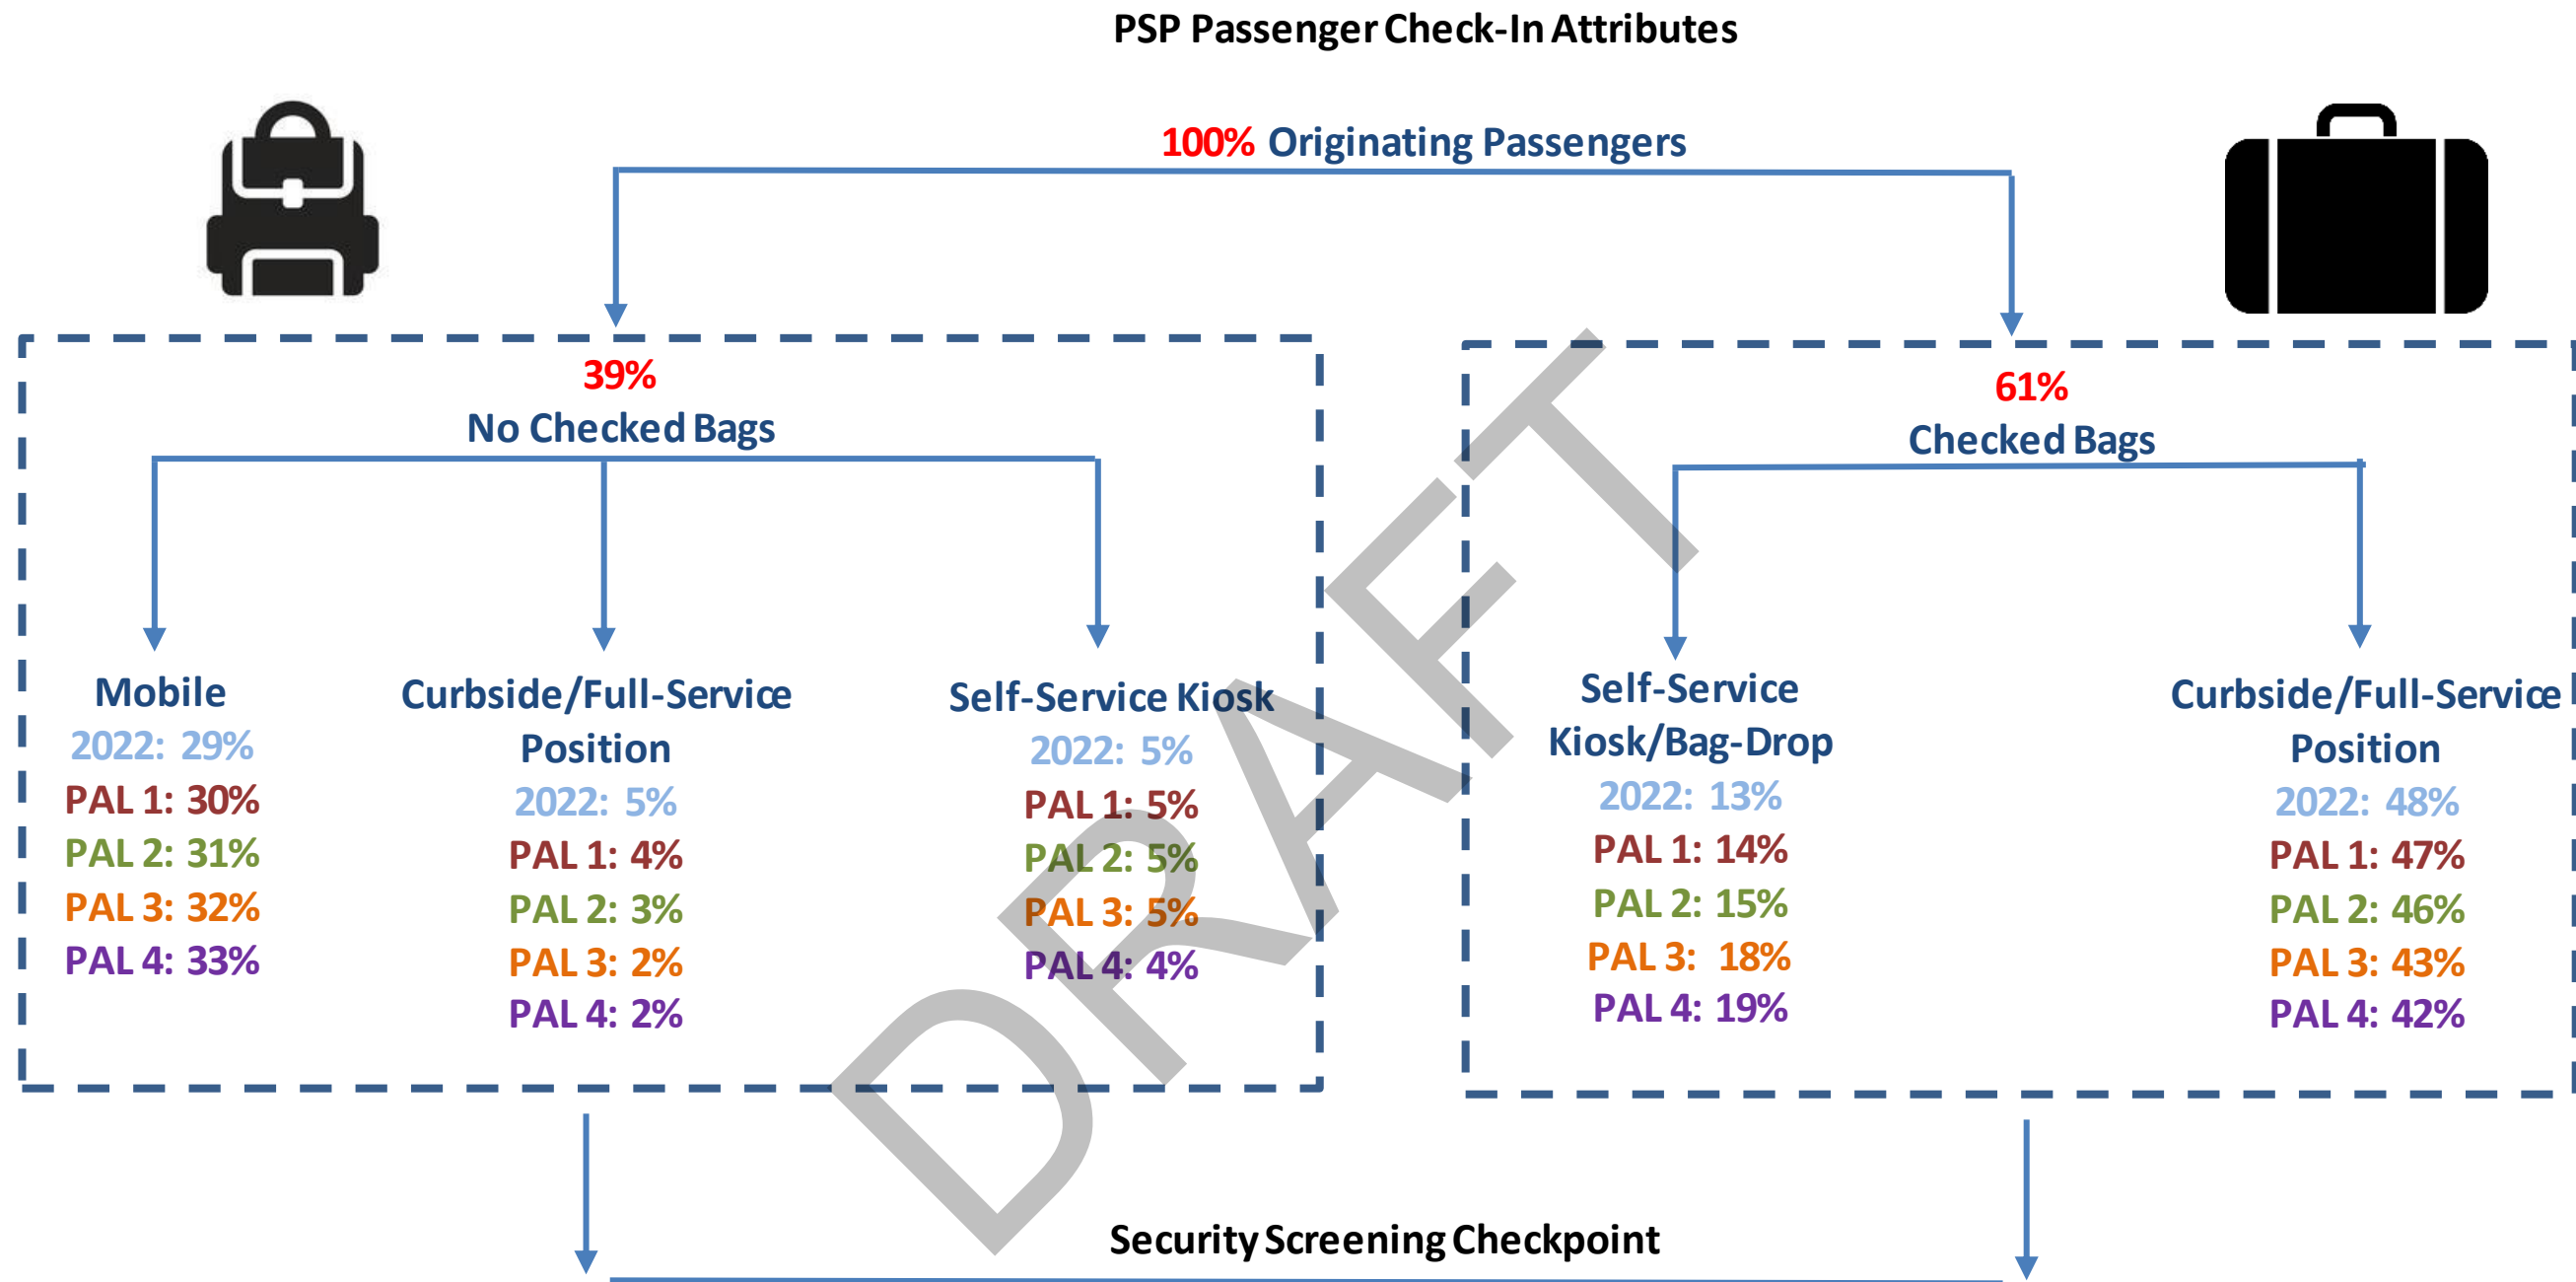 PSP Passenger Check-In Attributes
100% Originating Passengers
39%
No Checked Bags
Mobile
2022: 29%
PAL 1: 30%
PAL 2: 31%
PAL 3: 32%
PAL 4: 33%
Curbside/Full-Service
Position
2022: 5%
PAL 1: 4%
PAL 2: 3%
PAL 3: 2%
PAL 4: 2%
Self-Service Kiosk
2022: 5%
PAL 1: 5%
PAL 2: 5%
PAL 3: 5%
PAL 4: 4%
61%
Checked Bags
Self-Service
Kiosk/Bag-Drop
2022: 13%
PAL 1: 14%
PAL 2: 15%
PAL 3: 18%
PAL 4: 19%
Curbside/Full-Service
Position
2022: 48%
PAL 1: 47%
PAL 2: 46%
PAL 3: 43%
PAL 4: 42%
Security Screening Checkpoint
DRAFT